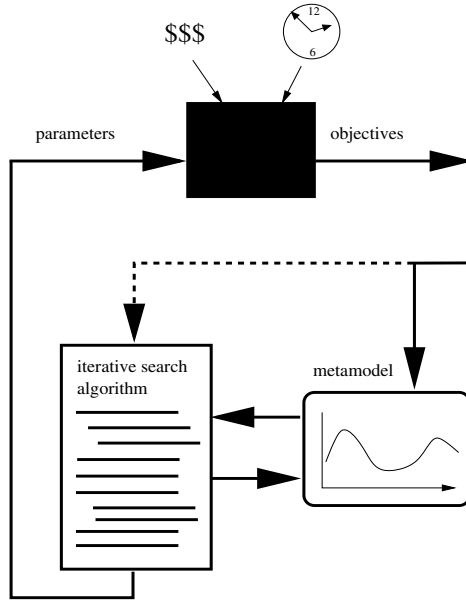 $$$
12
6
parameters
objectives
iterative search
algorithm
metamodel